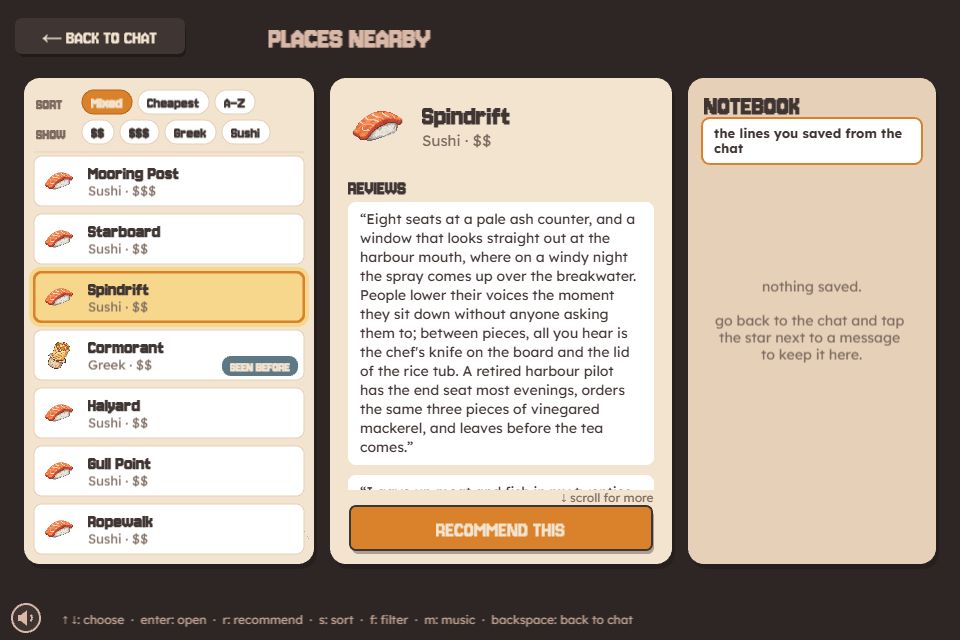 ← BACK TO CHAT
PLACES NEARBY
SORT
Mixed
Cheapest
A–Z
SHOW
$$
$$$
Greek
Sushi
Mooring Post
Sushi · $$$
Starboard
Sushi · $$
Spindrift
Sushi · $$
Cormorant
Greek · $$
SEEN BEFORE
Halyard
Sushi · $$
Gull Point
Sushi · $$
Ropewalk
Sushi · $$
Spindrift
Sushi · $$
REVIEWS
“Eight seats at a pale ash counter, and a
window that looks straight out at the
harbour mouth, where on a windy night
the spray comes up over the breakwater.
People lower their voices the moment
they sit down without anyone asking
them to; between pieces, all you hear is
the chef's knife on the board and the lid
of the rice tub. A retired harbour pilot
has the end seat most evenings, orders
the same three pieces of vinegared
mackerel, and leaves before the tea
comes.”
↓ scroll for more
RECOMMEND THIS
NOTEBOOK
the lines you saved from the
chat
nothing saved.
go back to the chat and tap
the star next to a message
to keep it here.
↑ ↓: choose · enter: open · r: recommend · s: sort · f: filter · m: music · backspace: back to chat